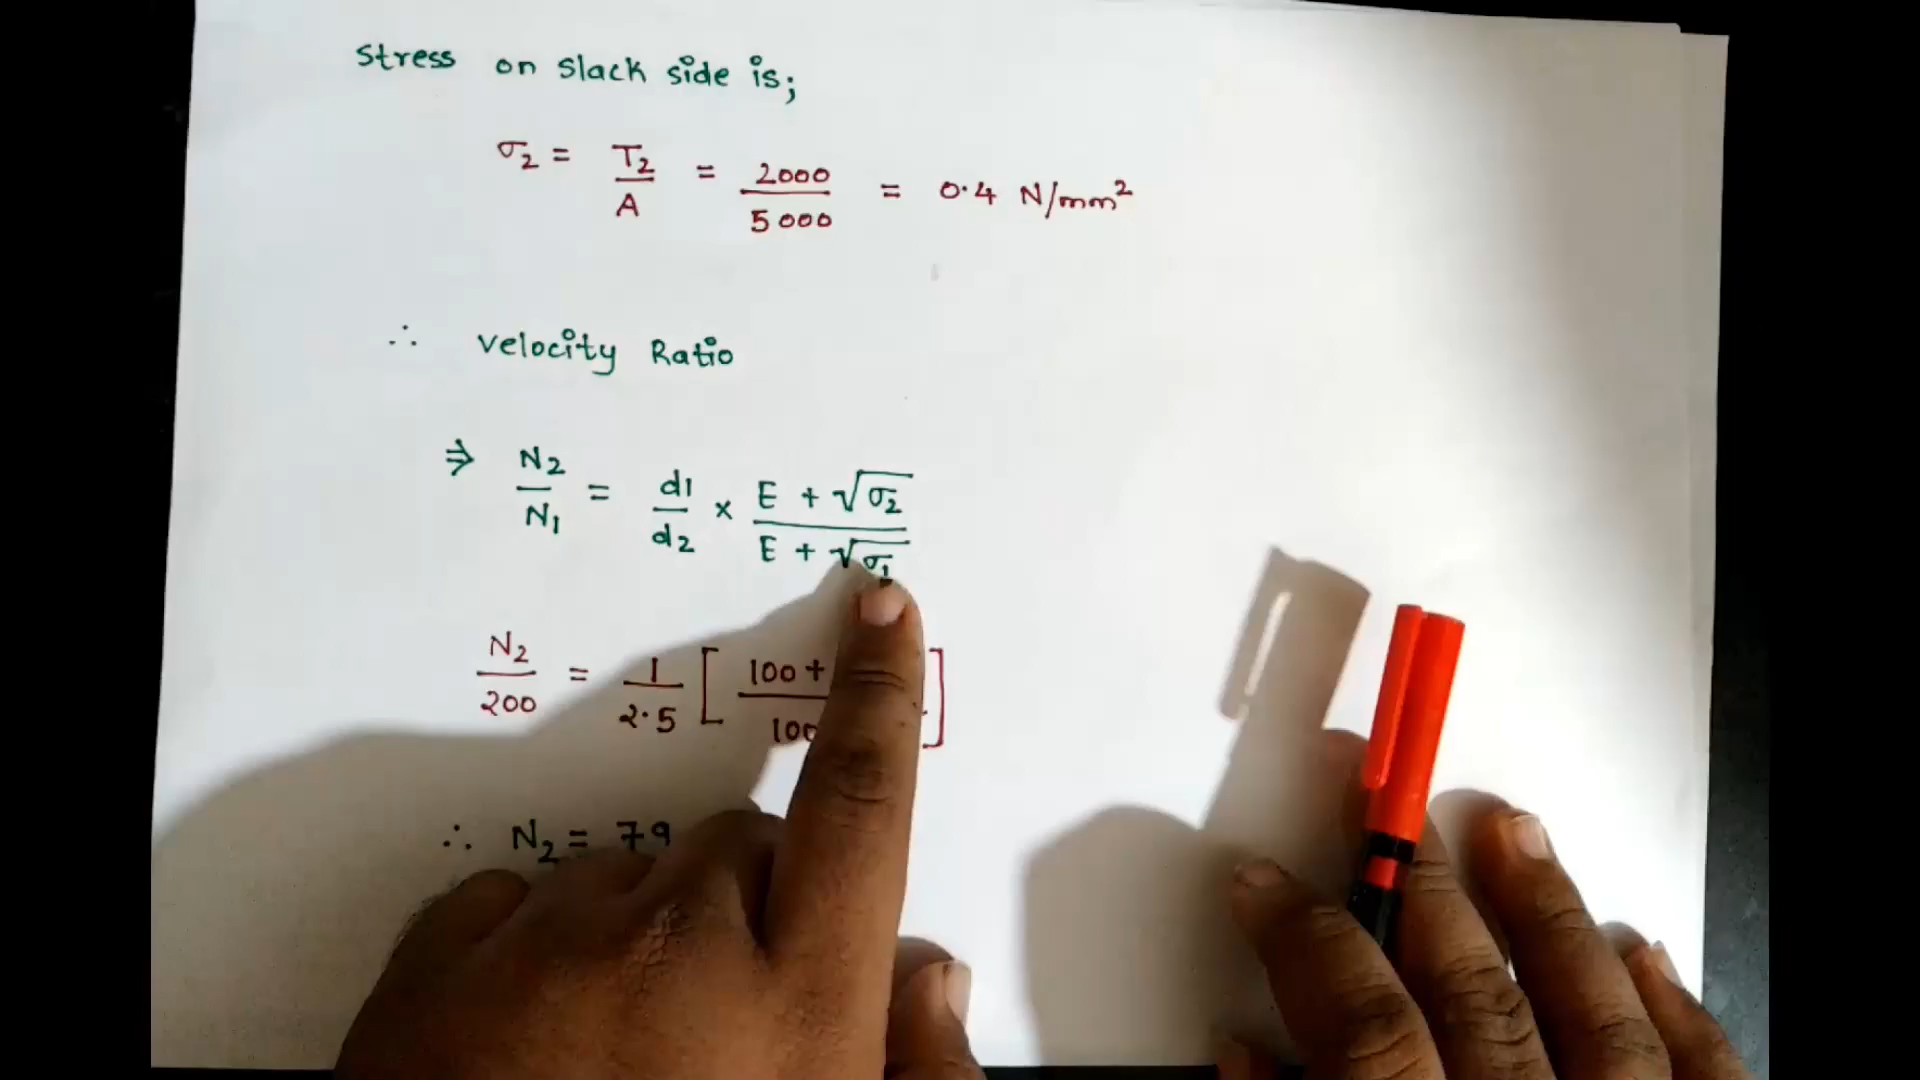 Stress on slack side is;
σ2 = T2/A = 2000/5000 = 0.4 N/mm²
∴ Velocity Ratio
⇒ N2/N1 = d1/d2 × (E + √σ2)/(E + √σ1)
N2/200 = 1/2.5 [ 100 + / 100 ]
∴ N2 = 79